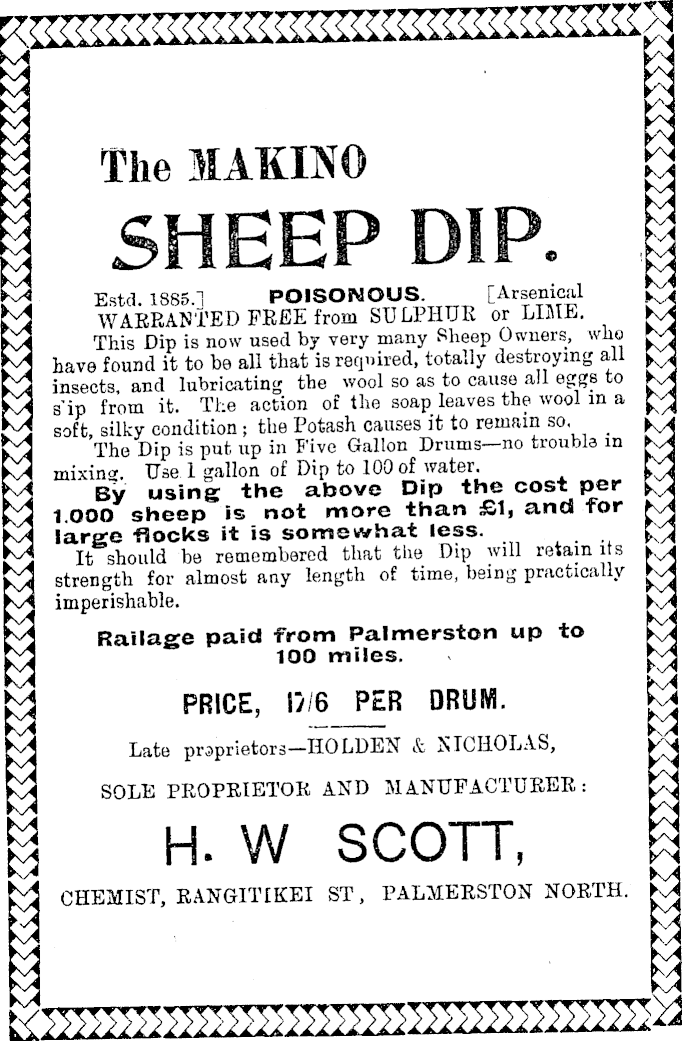 The MAKINO
SHEEP DIP.
Estd. 1885.] POISONOUS. [Arsenical
WARRANTED FREE from SULPHUR or LIME.
This Dip is now used by very many Sheep Owners, who
have found it to be all that is required, totally destroying all
insects, and lubricating the wool so as to cause all eggs to
slip from it. The action of the soap leaves the wool in a
soft, silky condition; the Potash causes it to remain so.
The Dip is put up in Five Gallon Drums—no trouble in
mixing. Use 1 gallon of Dip to 100 of water.
By using the above Dip the cost per
1.000 sheep is not more than £1, and for
large flocks it is somewhat less.
It should be remembered that the Dip will retain its
strength for almost any length of time, being practically
imperishable.
Railage paid from Palmerston up to
100 miles.
PRICE, 17/6 PER DRUM.
Late proprietors—HOLDEN & NICHOLAS,
SOLE PROPRIETOR AND MANUFACTURER:
H. W SCOTT,
CHEMIST, RANGITIKEI ST, PALMERSTON NORTH.